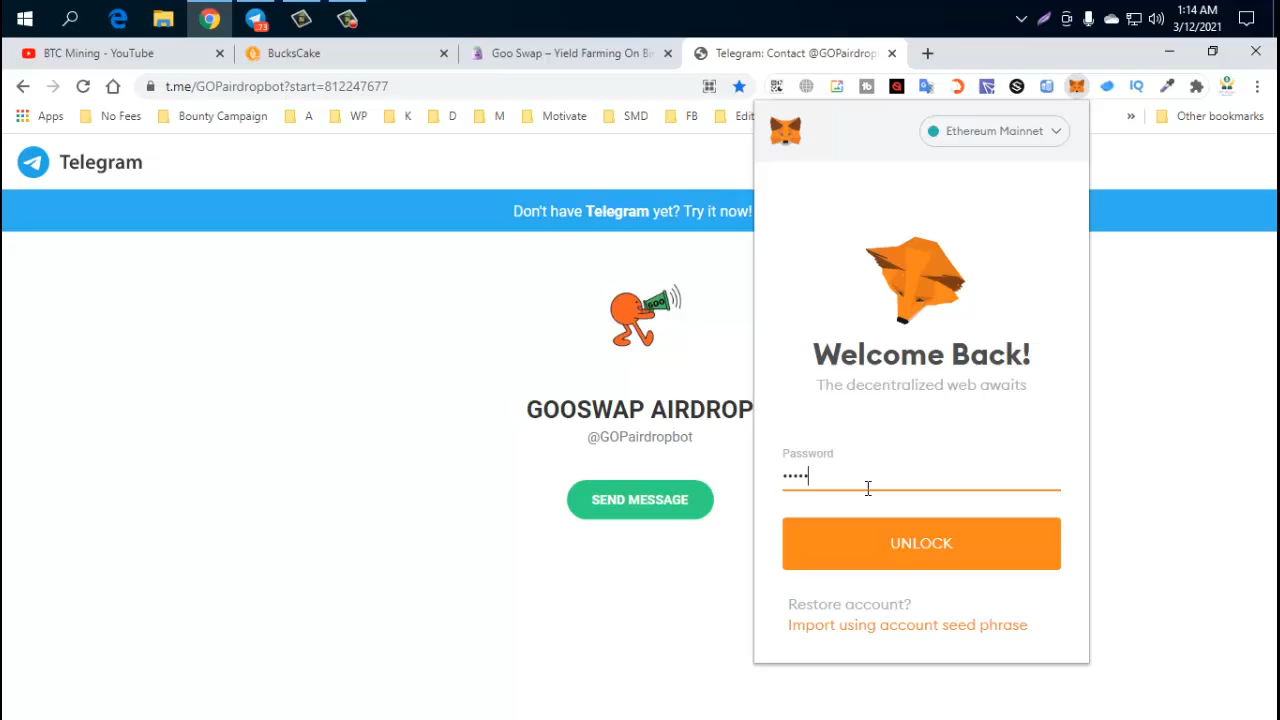 1:14 AM
3/12/2021
73
BTC Mining - YouTube
BucksCake
Goo Swap – Yield Farming On Bi
Telegram: Contact @GOPairdrop
t.me/GOPairdropbot?start=812247677
Apps
No Fees
Bounty Campaign
A
WP
K
D
M
Motivate
SMD
FB
Edit
Other bookmarks
Telegram
Don't have Telegram yet? Try it now!
GOO
GOOSWAP AIRDROP
@GOPairdropbot
SEND MESSAGE
Ethereum Mainnet
Welcome Back!
The decentralized web awaits
Password
•••••
UNLOCK
Restore account?
Import using account seed phrase